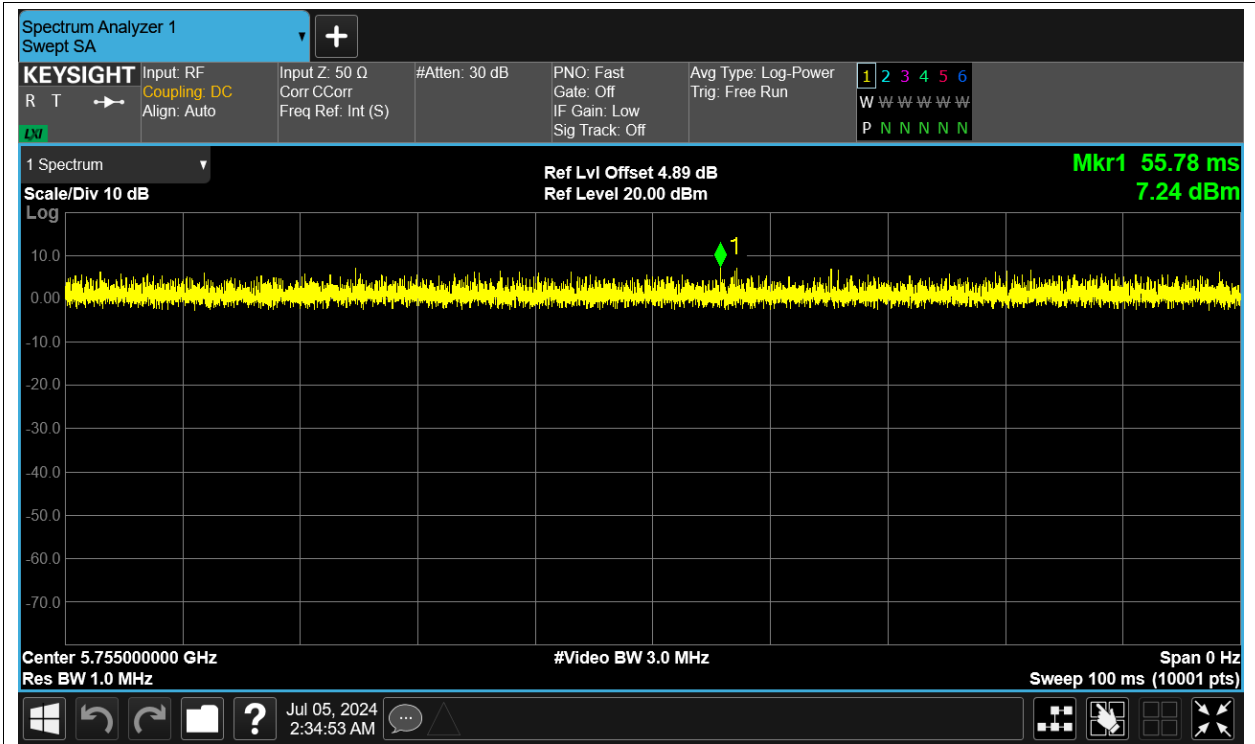 Spectrum Analyzer 1
Swept SA
KEYSIGHT
R T
LXI
Input: RF
Coupling: DC
Align: Auto
Input Z: 50 Ω
Corr CCorr
Freq Ref: Int (S)
#Atten: 30 dB
PNO: Fast
Gate: Off
IF Gain: Low
Sig Track: Off
Avg Type: Log-Power
Trig: Free Run
1 2 3 4 5 6
W W W W W W
P N N N N N
1 Spectrum
Scale/Div 10 dB
Ref Lvl Offset 4.89 dB
Ref Level 20.00 dBm
Mkr1 55.78 ms
7.24 dBm
Log
1
10.0
0.00
-10.0
-20.0
-30.0
-40.0
-50.0
-60.0
-70.0
Center 5.755000000 GHz
Res BW 1.0 MHz
#Video BW 3.0 MHz
Span 0 Hz
Sweep 100 ms (10001 pts)
?
Jul 05, 2024
2:34:53 AM